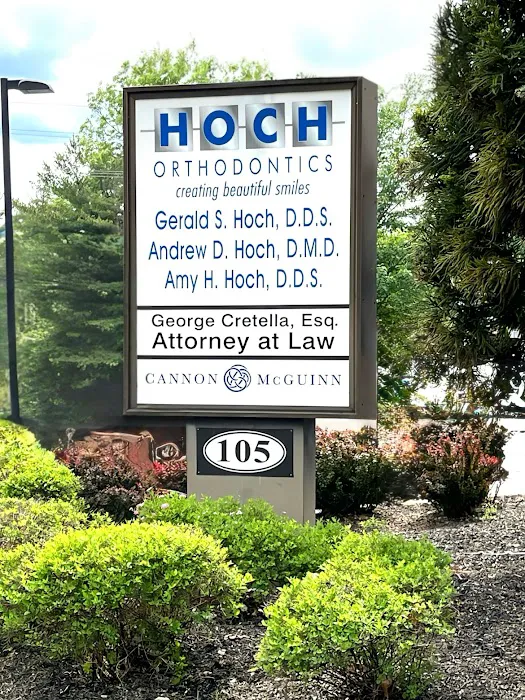 HOCH
ORTHODONTICS
creating beautiful smiles
Gerald S. Hoch, D.D.S.
Andrew D. Hoch, D.M.D.
Amy H. Hoch, D.D.S.
George Cretella, Esq.
Attorney at Law
CANNON McGUINN
105